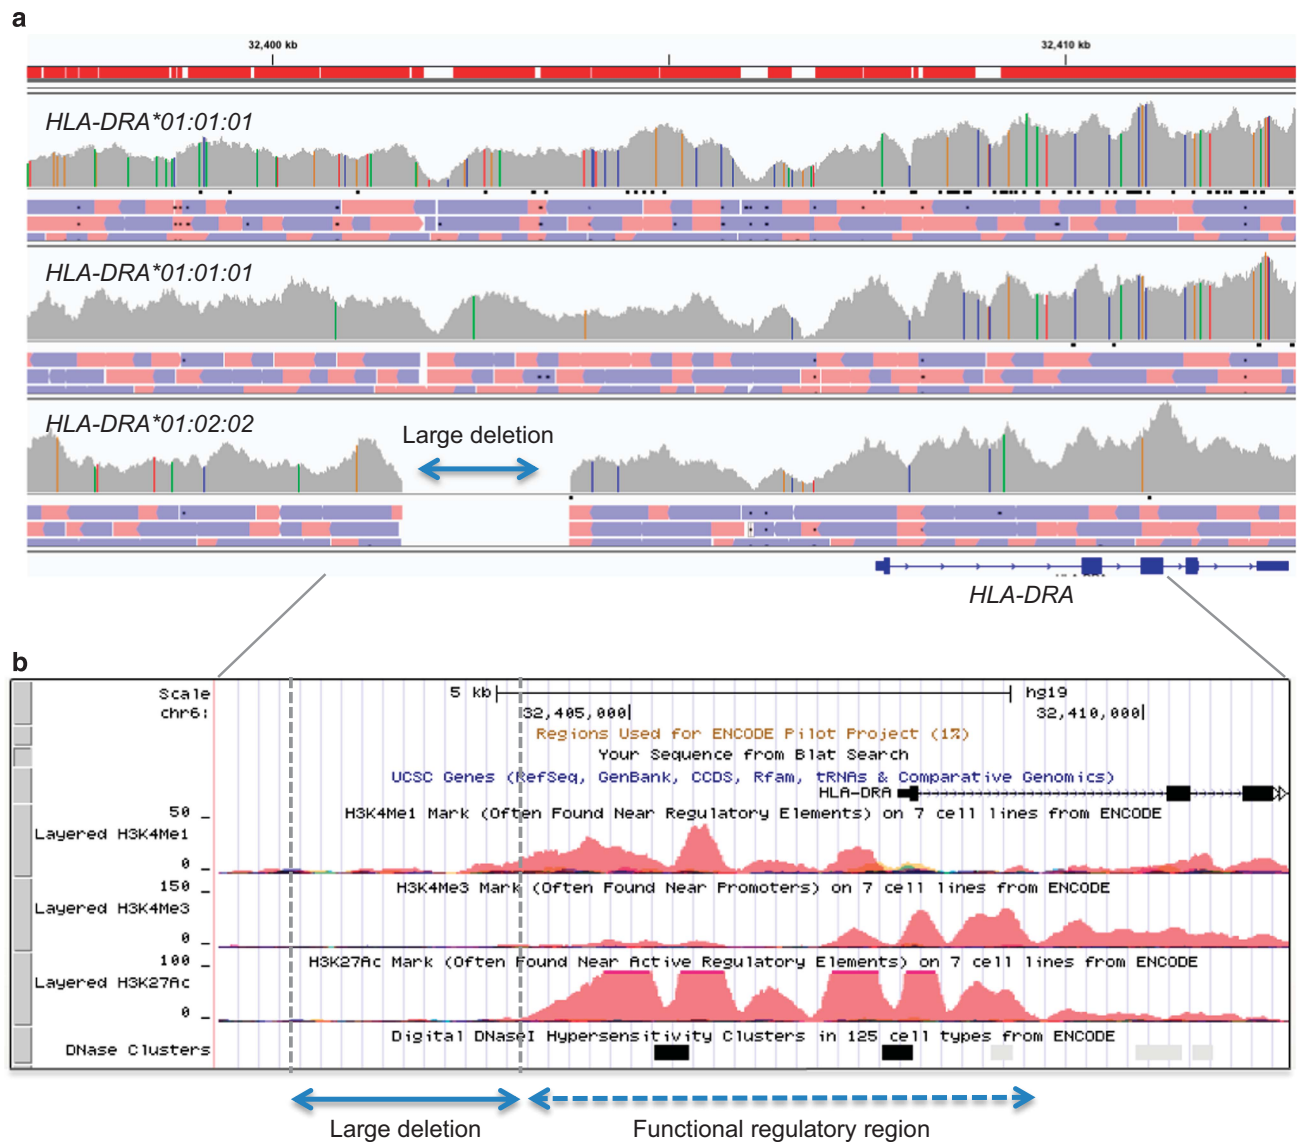 a
32,400 kb 32,410 kb
HLA-DRA*01:01:01
HLA-DRA*01:01:01
HLA-DRA*01:02:02
Large deletion
HLA-DRA
b
Scale 5 kb hg19
chr6: 32,405,000 32,410,000
Regions Used for ENCODE Pilot Project (1%)
Your Sequence from Blat Search
UCSC Genes (RefSeq, GenBank, CCDS, Rfam, tRNAs & Comparative Genomics)
HLA-DRA
H3K4Me1 Mark (Often Found Near Regulatory Elements) on 7 cell lines from ENCODE
50
Layered H3K4Me1
0
H3K4Me3 Mark (Often Found Near Promoters) on 7 cell lines from ENCODE
150
Layered H3K4Me3
0
H3K27Ac Mark (Often Found Near Active Regulatory Elements) on 7 cell lines from ENCODE
100
Layered H3K27Ac
0
Digital DNaseI Hypersensitivity Clusters in 125 cell types from ENCODE
DNase Clusters
Large deletion
Functional regulatory region